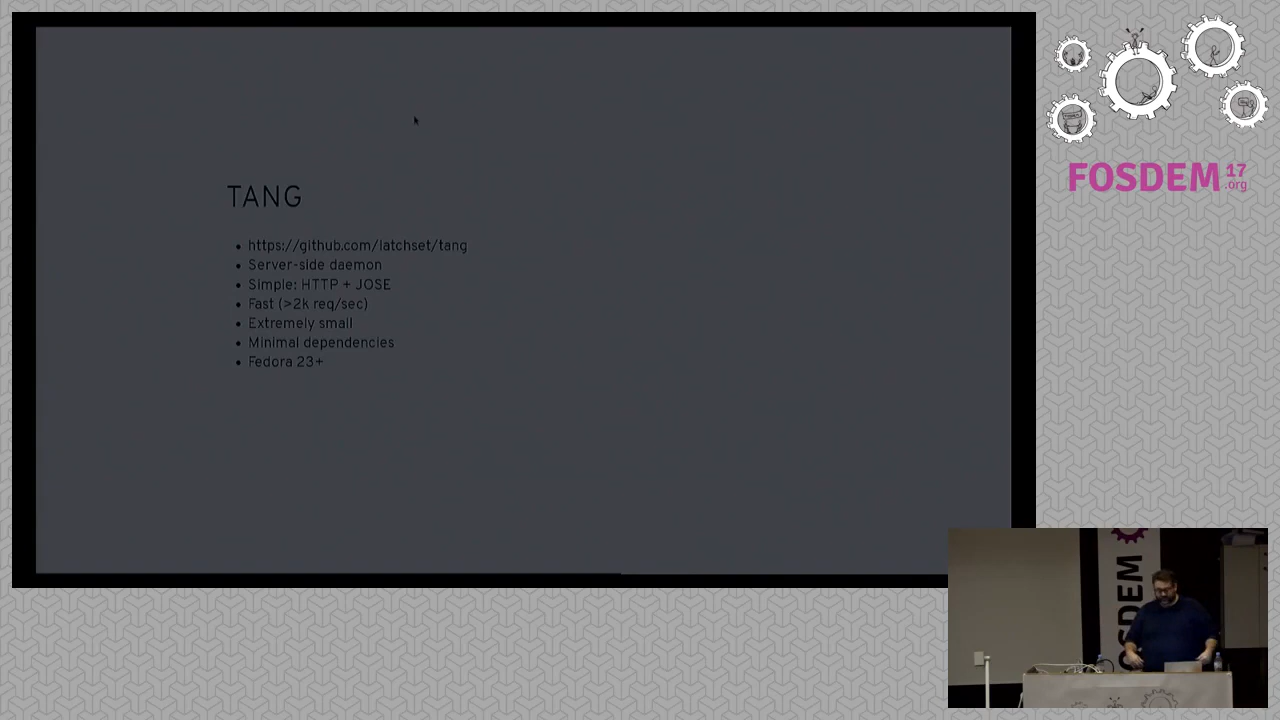 TANG
https://github.com/latchset/tang
Server-side daemon
Simple: HTTP + JOSE
Fast (>2k req/sec)
Extremely small
Minimal dependencies
Fedora 23+
FOSDEM 17
.org
OSDEM